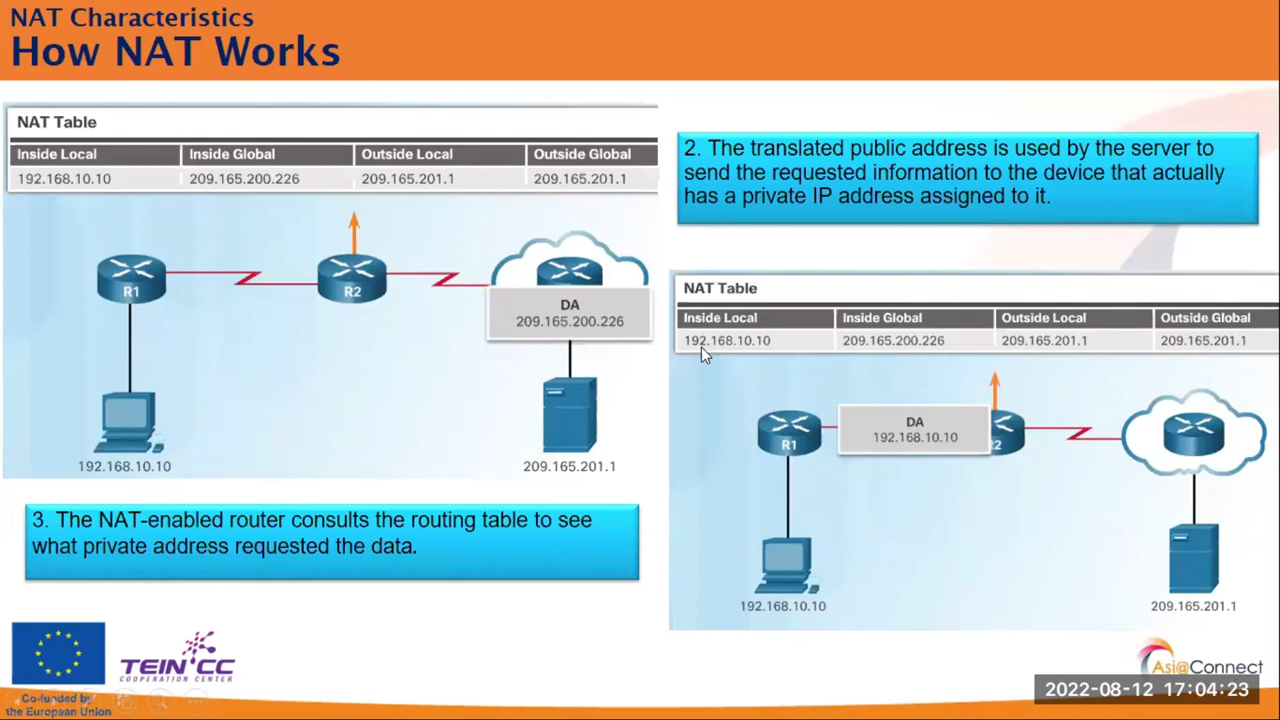 NAT Characteristics
How NAT Works
NAT Table
Inside Local Inside Global Outside Local Outside Global
192.168.10.10 209.165.200.226 209.165.201.1 209.165.201.1
R1
R2
DA
209.165.200.226
192.168.10.10
209.165.201.1
2. The translated public address is used by the server to
send the requested information to the device that actually
has a private IP address assigned to it.
NAT Table
Inside Local Inside Global Outside Local Outside Global
192.168.10.10 209.165.200.226 209.165.201.1 209.165.201.1
R1
DA
192.168.10.10
R2
192.168.10.10
209.165.201.1
3. The NAT-enabled router consults the routing table to see
what private address requested the data.
TEIN*CC
COOPERATION CENTER
Co-funded by
the European Union
Asi@Connect
2022-08-12 17:04:23